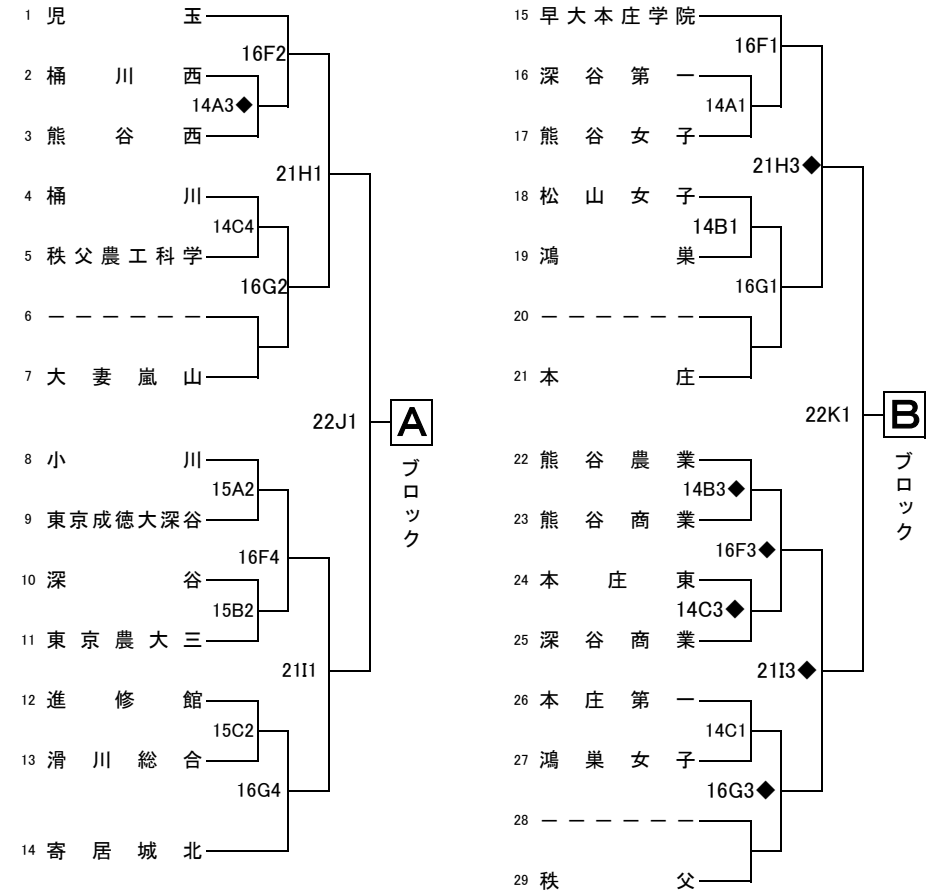 1 児玉
16F2
2 桶川西
14A3◆
3 熊谷西
21H1
4 桶川
14C4
5 秩父農工科学
16G2
6 ー ー ー ー ー ー
7 大妻嵐山
22J1
A
ブロック
8 小川
15A2
9 東京成徳大深谷
16F4
10 深谷
15B2
11 東京農大三
21I1
12 進修館
15C2
13 滑川総合
16G4
14 寄居城北
15 早大本庄学院
16F1
16 深谷第一
14A1
17 熊谷女子
21H3◆
18 松山女子
14B1
19 鴻巣
16G1
20 ー ー ー ー ー ー
21 本庄
22K1
B
ブロック
22 熊谷農業
14B3◆
23 熊谷商業
16F3◆
24 本庄東
14C3◆
25 深谷商業
21I3◆
26 本庄第一
14C1
27 鴻巣女子
16G3◆
28 ー ー ー ー ー ー
29 秩父